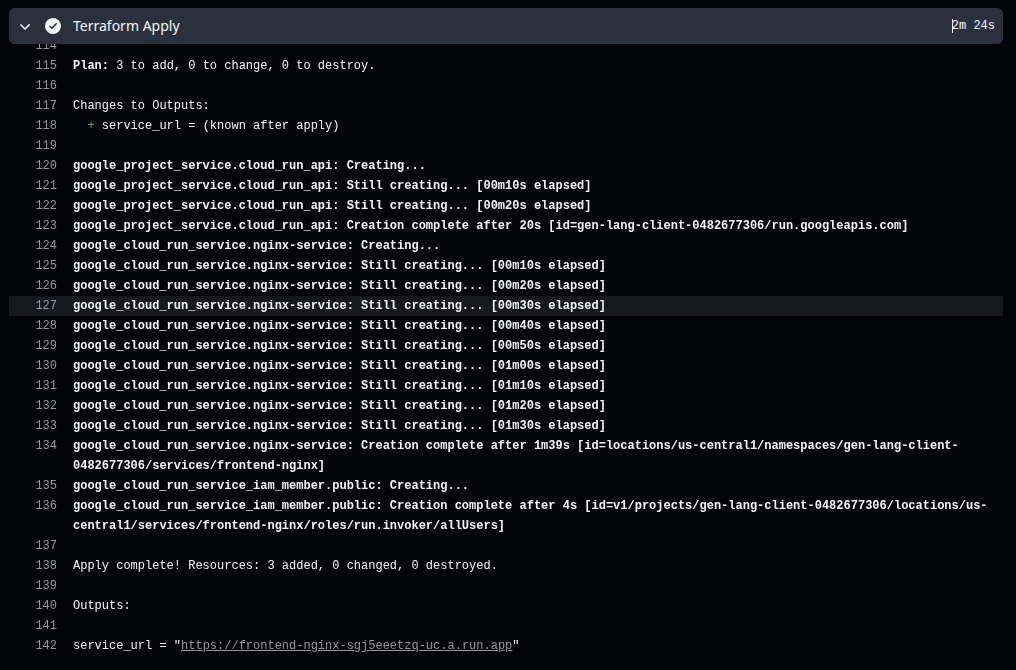 Terraform Apply 2m 24s
114
115 Plan: 3 to add, 0 to change, 0 to destroy.
116
117 Changes to Outputs:
118 + service_url = (known after apply)
119
120 google_project_service.cloud_run_api: Creating...
121 google_project_service.cloud_run_api: Still creating... [00m10s elapsed]
122 google_project_service.cloud_run_api: Still creating... [00m20s elapsed]
123 google_project_service.cloud_run_api: Creation complete after 20s [id=gen-lang-client-0482677306/run.googleapis.com]
124 google_cloud_run_service.nginx-service: Creating...
125 google_cloud_run_service.nginx-service: Still creating... [00m10s elapsed]
126 google_cloud_run_service.nginx-service: Still creating... [00m20s elapsed]
127 google_cloud_run_service.nginx-service: Still creating... [00m30s elapsed]
128 google_cloud_run_service.nginx-service: Still creating... [00m40s elapsed]
129 google_cloud_run_service.nginx-service: Still creating... [00m50s elapsed]
130 google_cloud_run_service.nginx-service: Still creating... [01m00s elapsed]
131 google_cloud_run_service.nginx-service: Still creating... [01m10s elapsed]
132 google_cloud_run_service.nginx-service: Still creating... [01m20s elapsed]
133 google_cloud_run_service.nginx-service: Still creating... [01m30s elapsed]
134 google_cloud_run_service.nginx-service: Creation complete after 1m39s [id=locations/us-central1/namespaces/gen-lang-client-
0482677306/services/frontend-nginx]
135 google_cloud_run_service_iam_member.public: Creating...
136 google_cloud_run_service_iam_member.public: Creation complete after 4s [id=v1/projects/gen-lang-client-0482677306/locations/us-
central1/services/frontend-nginx/roles/run.invoker/allUsers]
137
138 Apply complete! Resources: 3 added, 0 changed, 0 destroyed.
139
140 Outputs:
141
142 service_url = "https://frontend-nginx-sgj5eeetzq-uc.a.run.app"